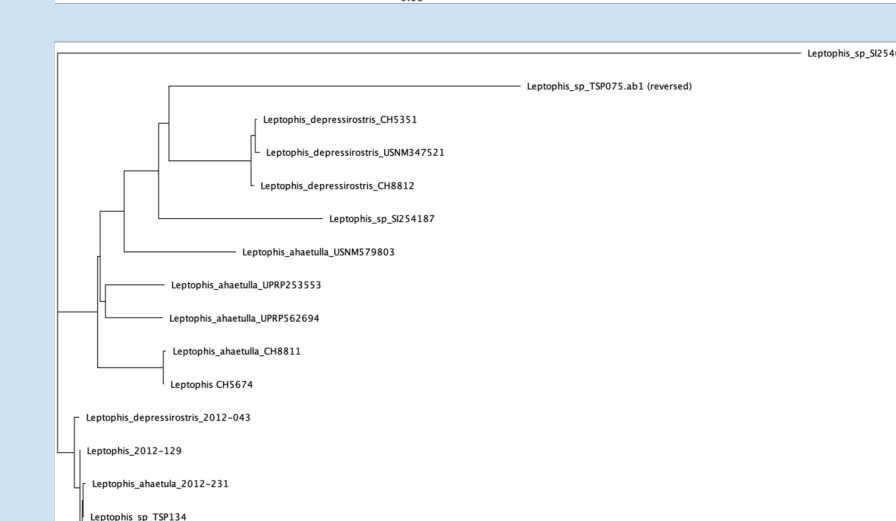 Leptophis_sp_SI254
Leptophis_sp_TSP075.ab1 (reversed)
Leptophis_depressirostris_CH5351
Leptophis_depressirostris_USNM347521
Leptophis_depressirostris_CH8812
Leptophis_sp_SI254187
Leptophis_ahaetulla_USNM579803
Leptophis_ahaetulla_UPRP253553
Leptophis_ahaetulla_UPRP562694
Leptophis_ahaetulla_CH8811
Leptophis CH5674
Leptophis_depressirostris_2012-043
Leptophis_2012-129
Leptophis_ahaetula_2012-231
Leptophis_sp_TSP134